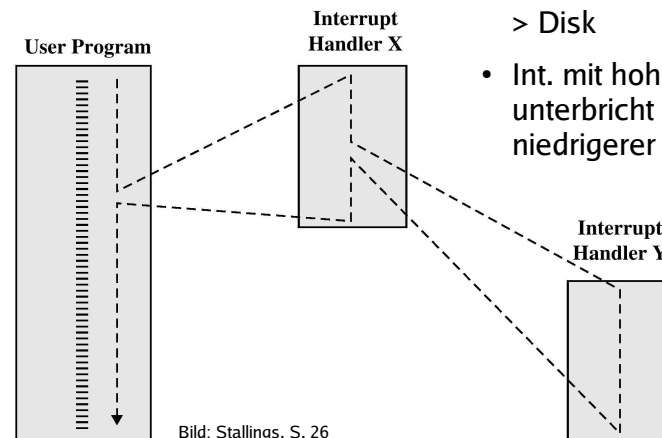 User Program
Interrupt
Handler X
> Disk
• Int. mit hoh
unterbricht
niedrigerer
Interrupt
Handler Y
Bild: Stallings, S. 26